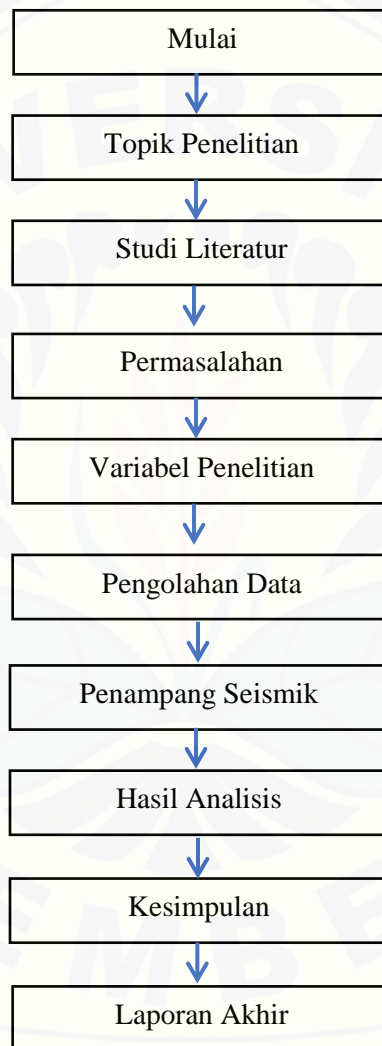 Mulai
Topik Penelitian
Studi Literatur
Permasalahan
Variabel Penelitian
Pengolahan Data
Penampang Seismik
Hasil Analisis
Kesimpulan
Laporan Akhir